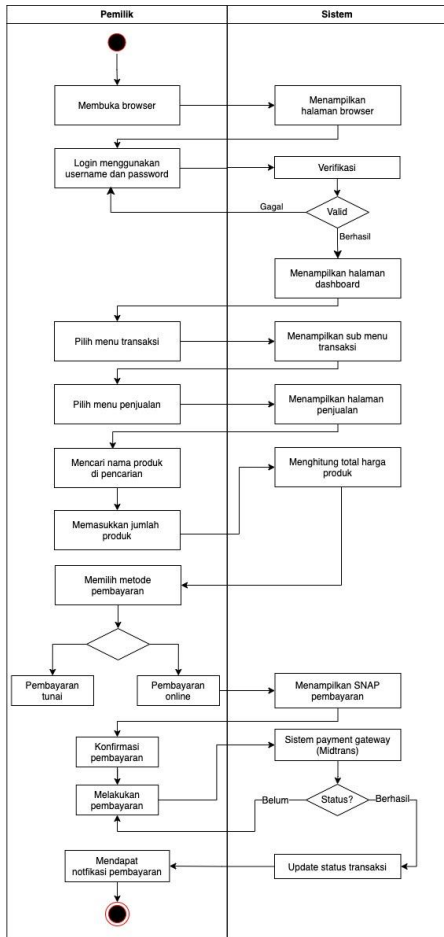 Pemilik
Sistem
Membuka browser
Menampilkan
halaman browser
Login menggunakan
username dan password
Verifikasi
Gagal
Valid
Berhasil
Menampilkan halaman
dashboard
Pilih menu transaksi
Menampilkan sub menu
transaksi
Pilih menu penjualan
Menampilkan halaman
penjualan
Mencari nama produk
di pencarian
Menghitung total harga
produk
Memasukkan jumlah
produk
Memilih metode
pembayaran
Pembayaran
tunai
Pembayaran
online
Menampilkan SNAP
pembayaran
Konfirmasi
pembayaran
Sistem payment gateway
(Midtrans)
Melakukan
pembayaran
Belum
Status?
Berhasil
Mendapat
notfikasi pembayaran
Update status transaksi